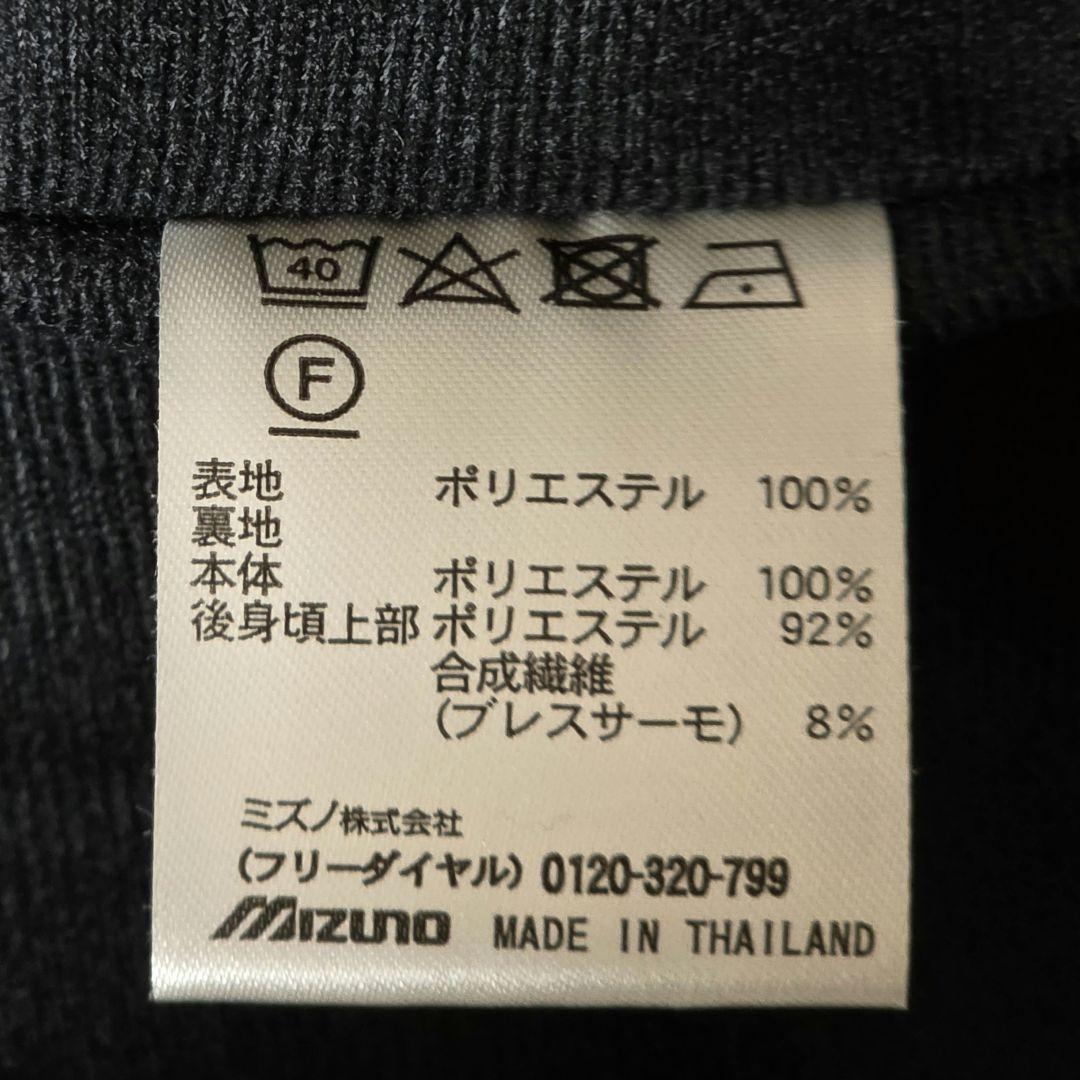 40
F
表地 ポリエステル 100%
裏地
本体 ポリエステル 100%
後身頃上部 ポリエステル 92%
合成繊維
(ブレスサーモ) 8%
ミズノ株式会社
(フリーダイヤル) 0120-320-799
MIZUNO MADE IN THAILAND